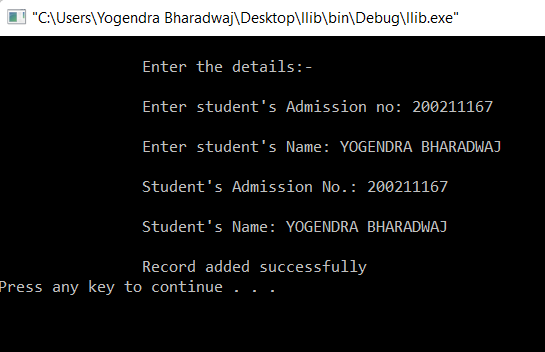 "C:\Users\Yogendra Bharadwaj\Desktop\llib\bin\Debug\llib.exe"
Enter the details:-
Enter student's Admission no: 200211167
Enter student's Name: YOGENDRA BHARADWAJ
Student's Admission No.: 200211167
Student's Name: YOGENDRA BHARADWAJ
Record added successfully
Press any key to continue . . .